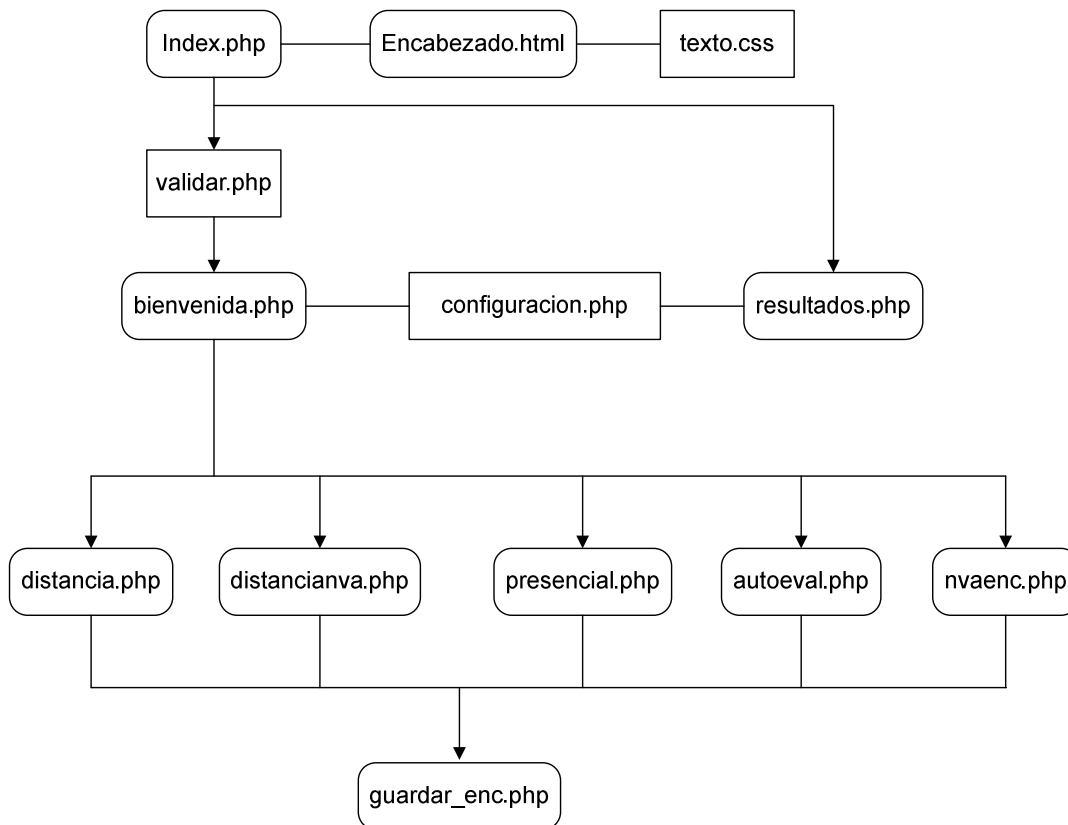 Index.php
Encabezado.html
texto.css
validar.php
bienvenida.php
configuracion.php
resultados.php
distancia.php
distancianva.php
presencial.php
autoeval.php
nvaenc.php
guardar_enc.php